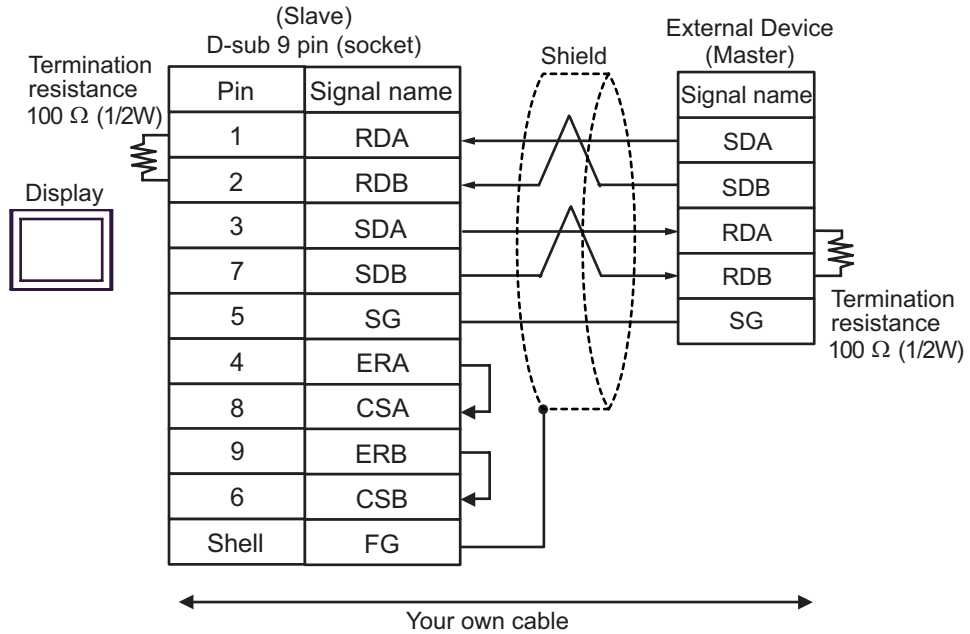 (Slave)
D-sub 9 pin (socket)
Termination
resistance
100 Ω (1/2W)
Display
Pin Signal name
1 RDA
2 RDB
3 SDA
7 SDB
5 SG
4 ERA
8 CSA
9 ERB
6 CSB
Shell FG
Shield
External Device
(Master)
Signal name
SDA
SDB
RDA
RDB
SG
Termination
resistance
100 Ω (1/2W)
Your own cable